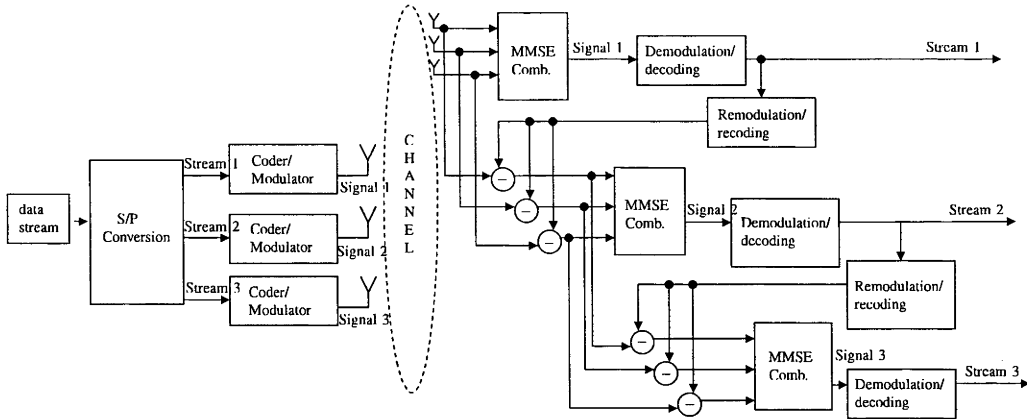 data
stream
S/P
Conversion
Stream 1
Coder/
Modulator
Signal 1
Stream 2
Coder/
Modulator
Signal 2
Stream 3
Coder/
Modulator
Signal 3
C
H
A
N
N
E
L
MMSE
Comb.
Signal 1
Demodulation/
decoding
Stream 1
Remodulation/
recoding
−
−
−
MMSE
Comb.
Signal 2
Demodulation/
decoding
Stream 2
Remodulation/
recoding
−
−
−
MMSE
Comb.
Signal 3
Demodulation/
decoding
Stream 3